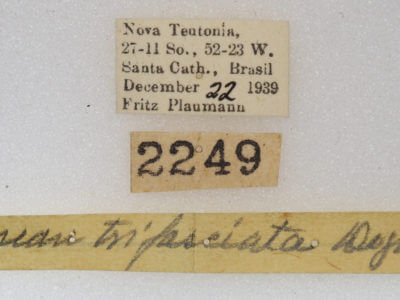 Nova Teutonia,
27-11 So., 52-23 W.
Santa Cath., Brasil
December 22 1939
Fritz Plaumann
2249
trifasciata